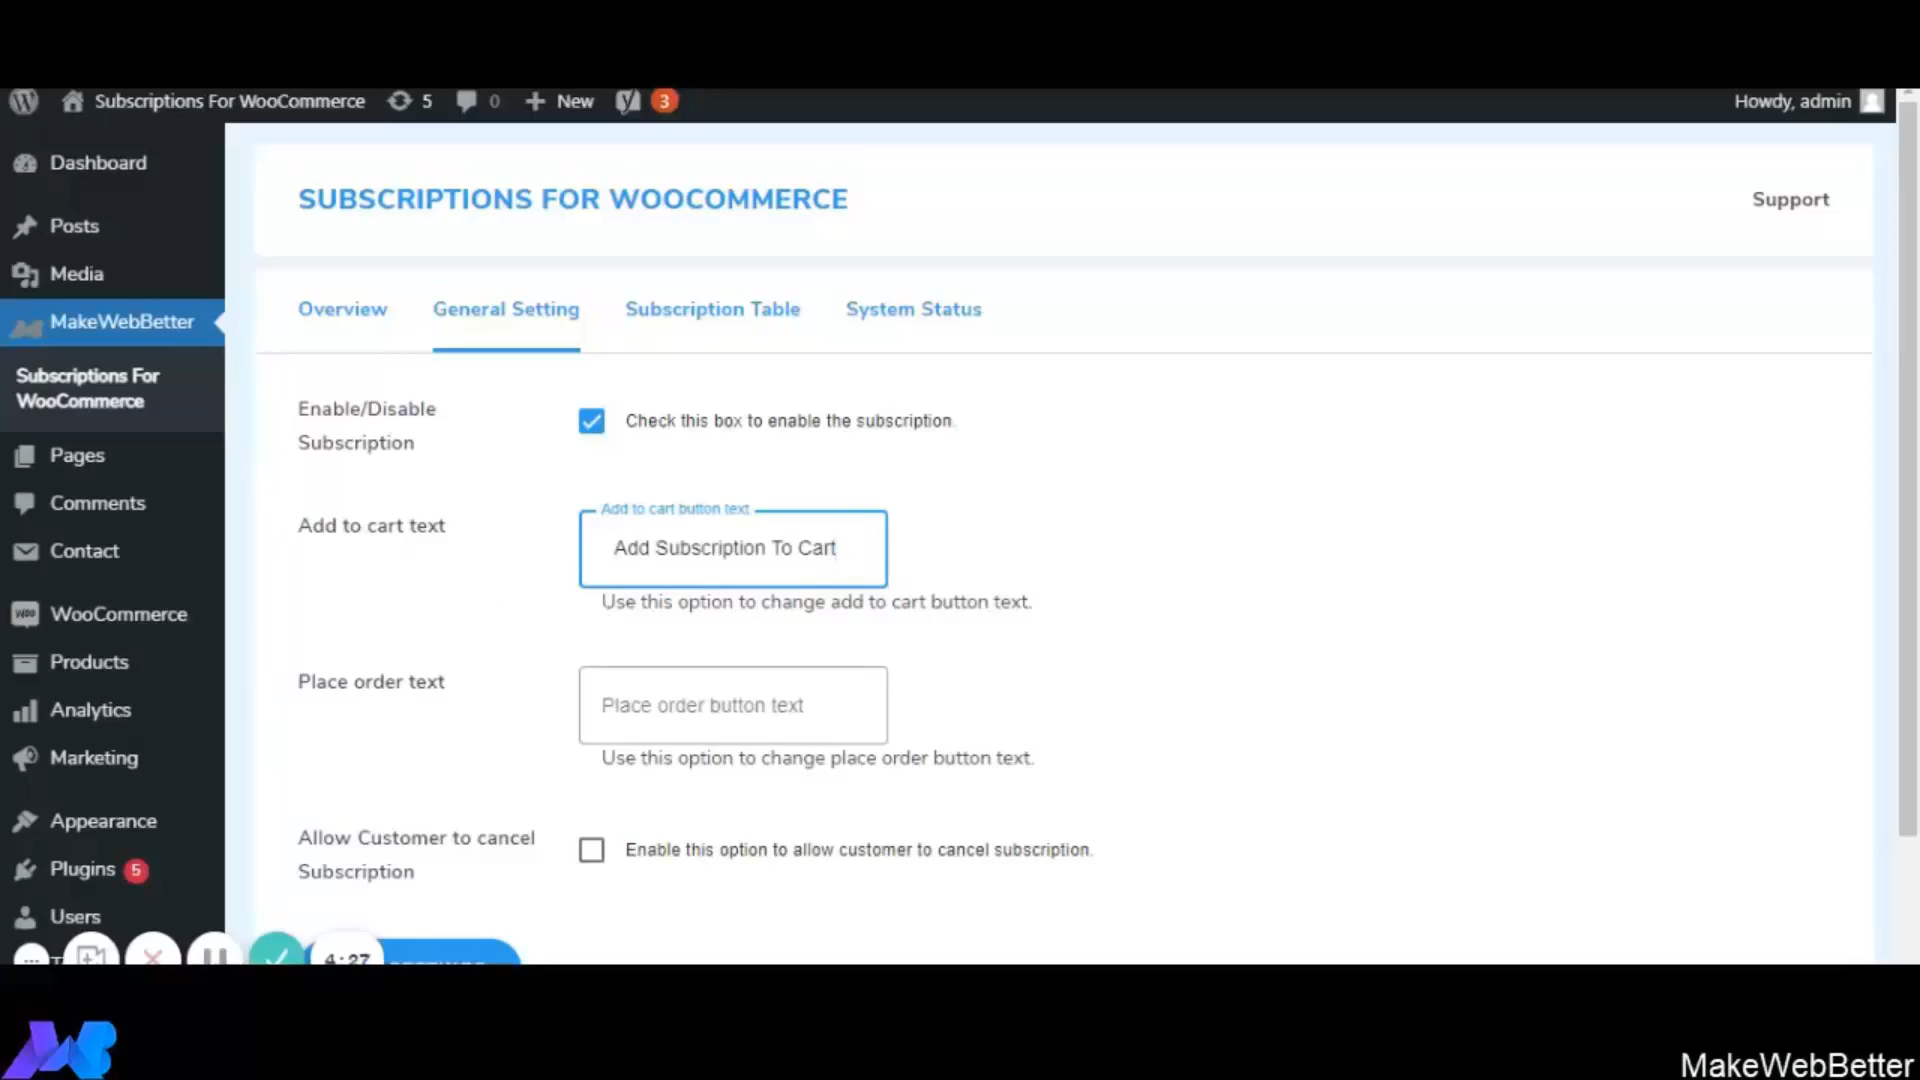 Subscriptions For WooCommerce 5 0 New 3 Howdy, admin
Dashboard
Posts
Media
MakeWebBetter
Subscriptions For
WooCommerce
Pages
Comments
Contact
WooCommerce
Products
Analytics
Marketing
Appearance
Plugins 5
Users
SUBSCRIPTIONS FOR WOOCOMMERCE
Support
Overview General Setting Subscription Table System Status
Enable/Disable
Subscription
Check this box to enable the subscription.
Add to cart text
Add to cart button text
Add Subscription To Cart
Use this option to change add to cart button text.
Place order text
Place order button text
Use this option to change place order button text.
Allow Customer to cancel
Subscription
Enable this option to allow customer to cancel subscription.
4:27
MakeWebBetter